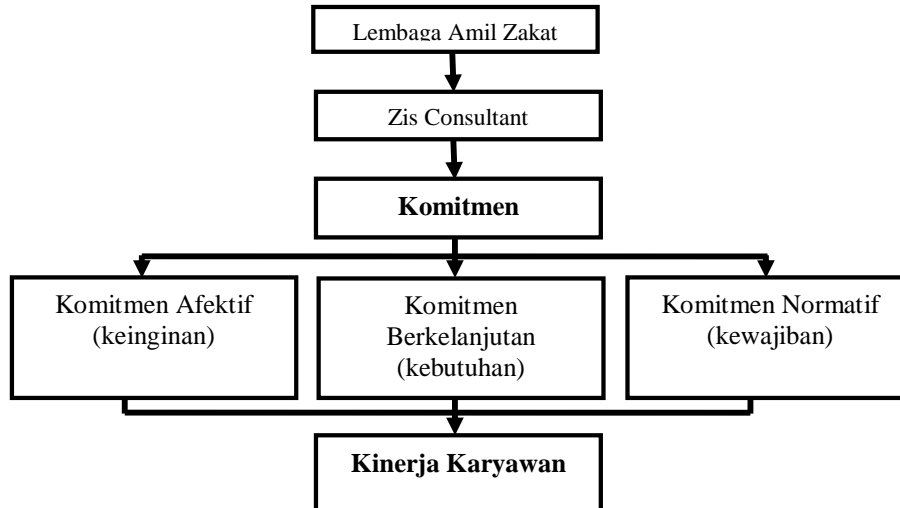 Lembaga Amil Zakat
Zis Consultant
Komitmen
Komitmen Afektif
(keinginan)
Komitmen
Berkelanjutan
(kebutuhan)
Komitmen Normatif
(kewajiban)
Kinerja Karyawan